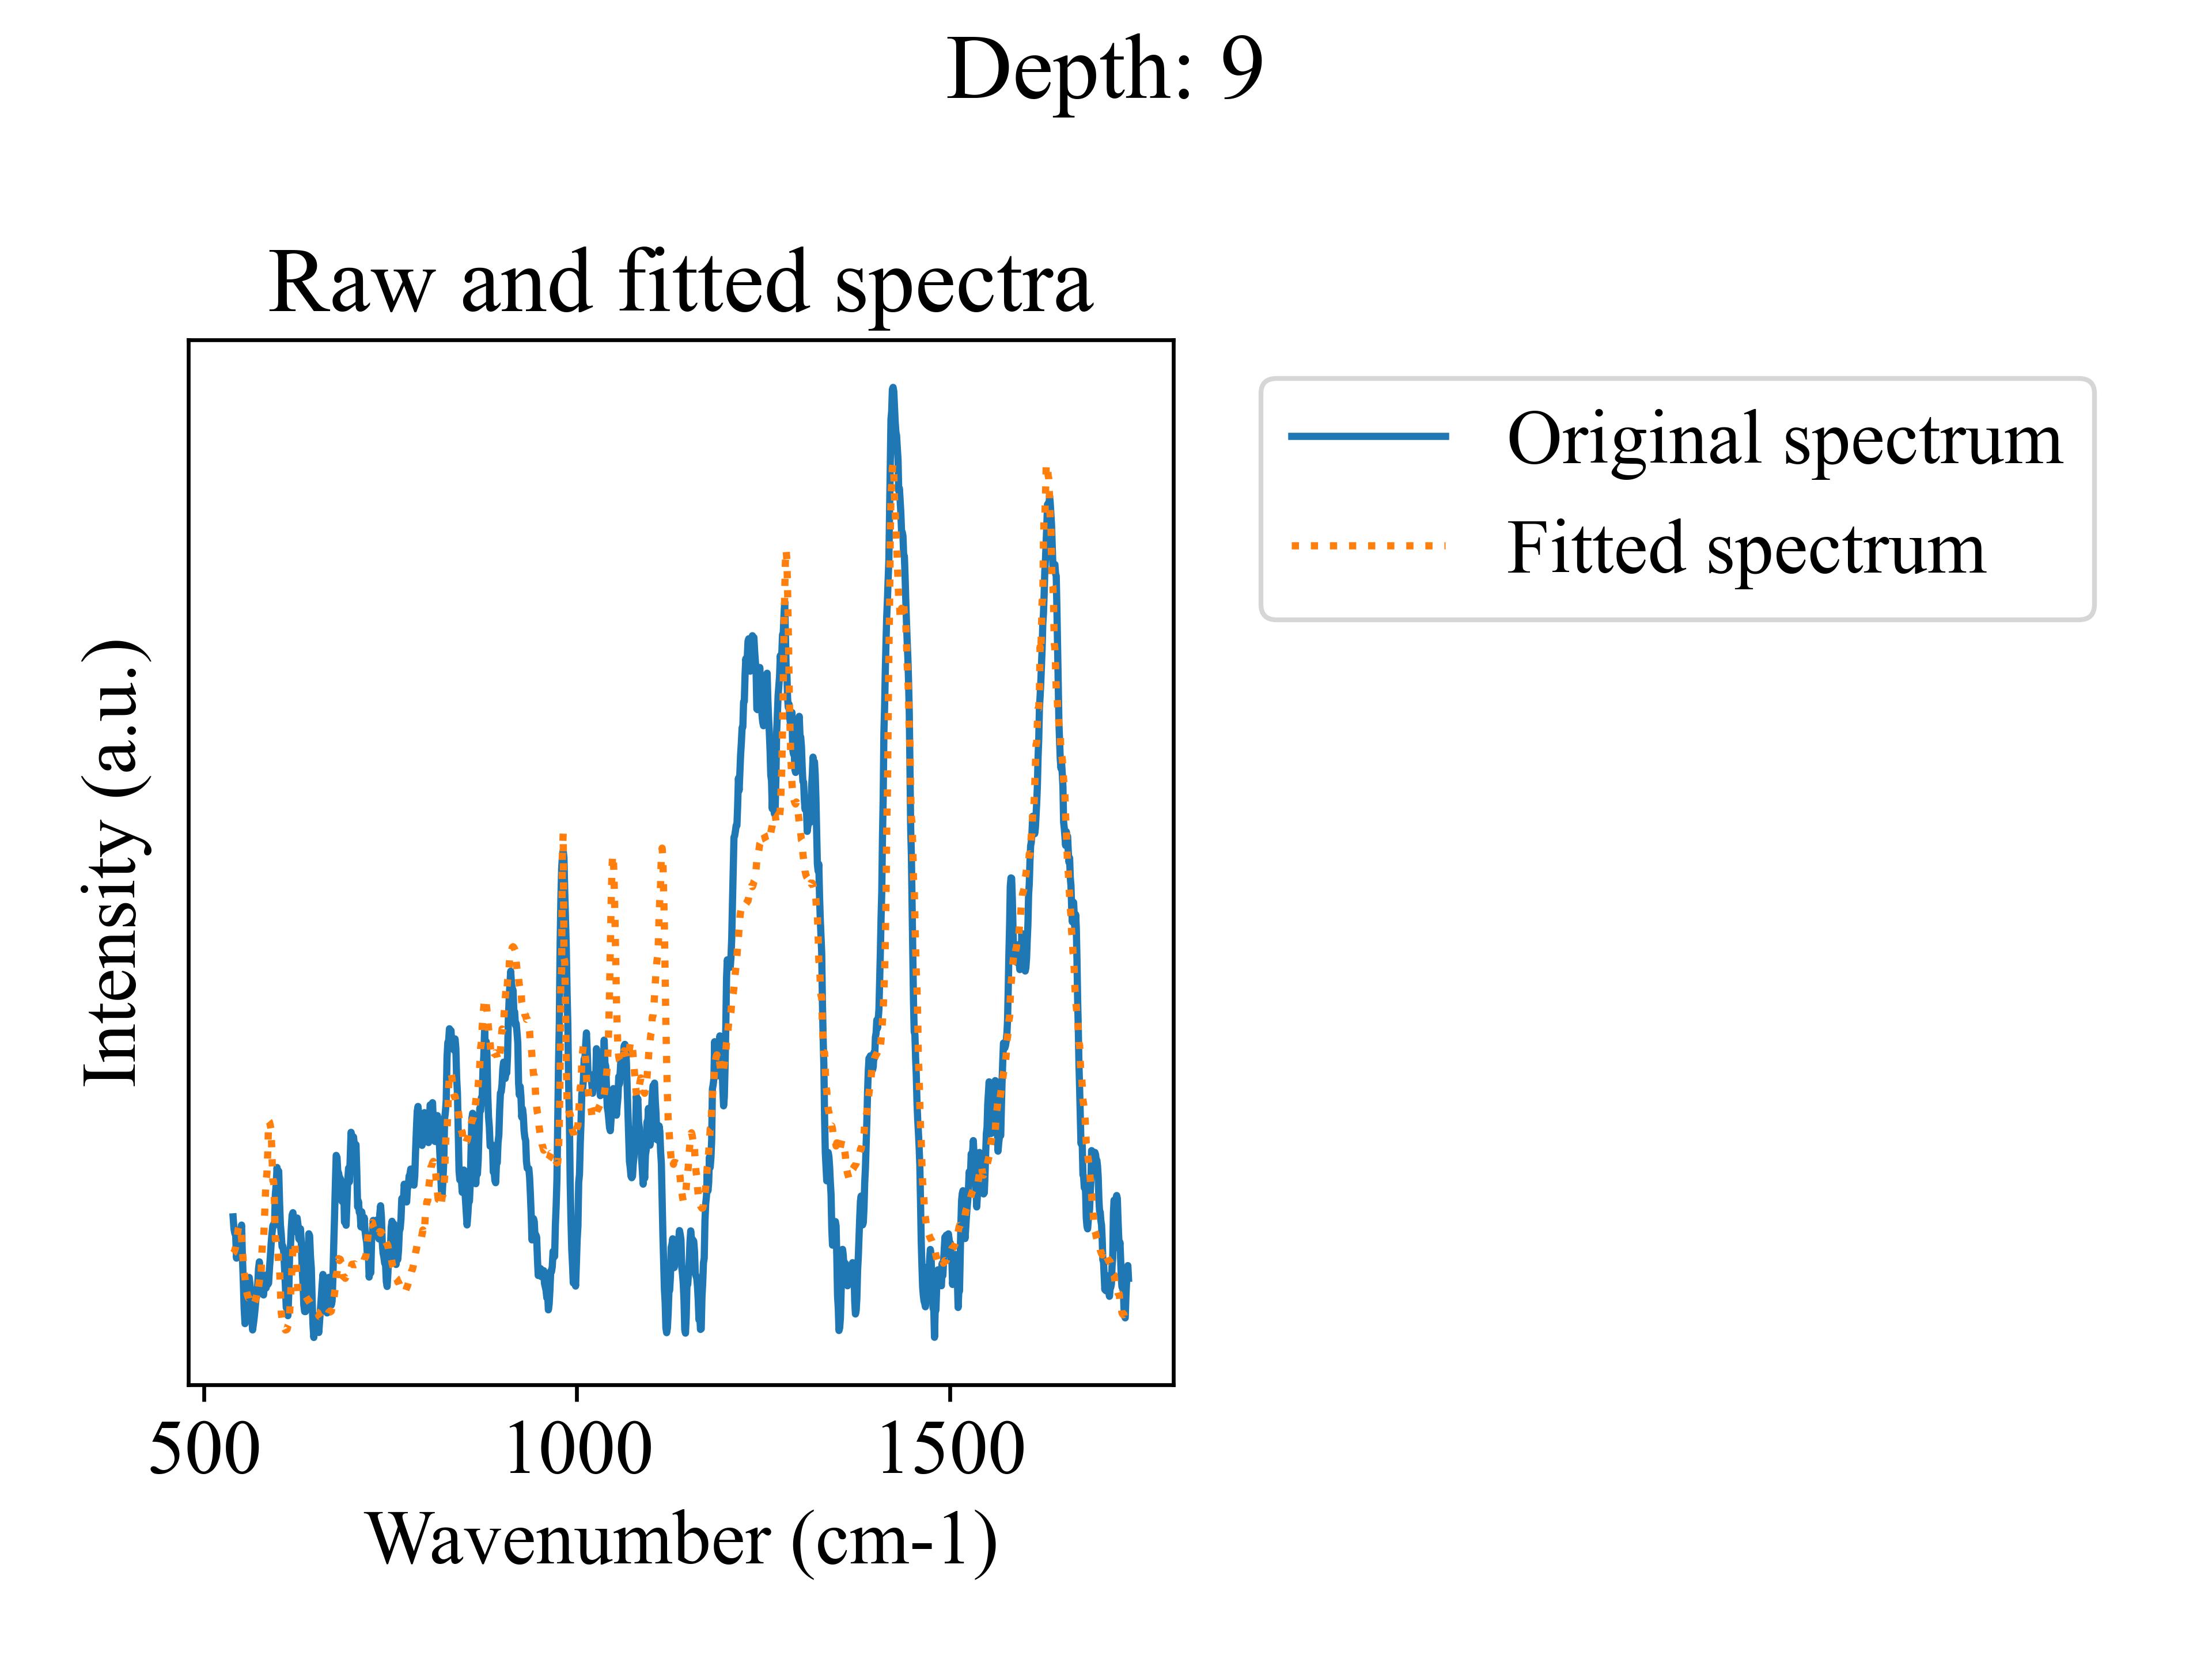 Depth: 9
Raw and fitted spectra
Original spectrum
Fitted spectrum
Intensity (a.u.)
500 1000 1500
Wavenumber (cm-1)